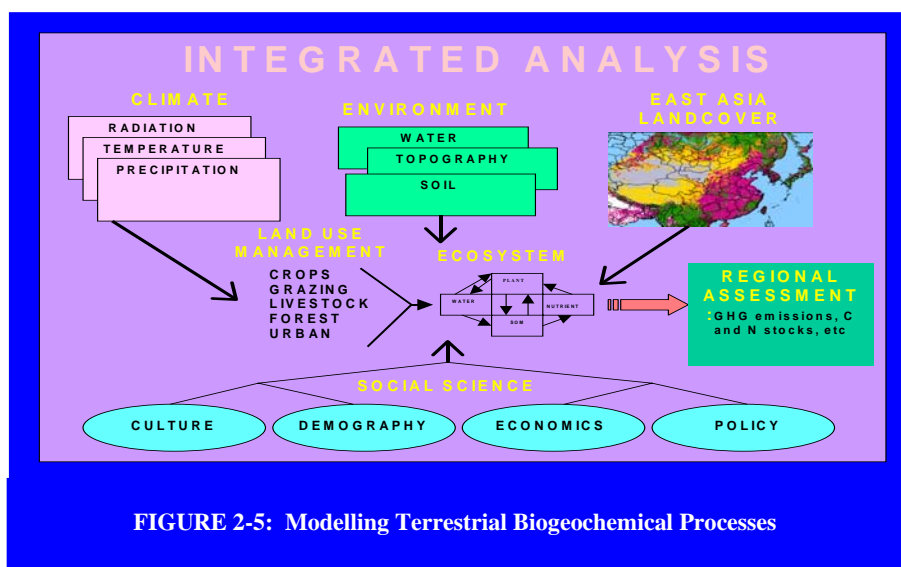 INTEGRATED ANALYSIS
CLIMATE
RADIATION
TEMPERATURE
PRECIPITATION
ENVIRONMENT
WATER
TOPOGRAPHY
SOIL
EAST ASIA
LANDCOVER
LAND USE
MANAGEMENT
CROPS
GRAZING
LIVESTOCK
FOREST
URBAN
ECOSYSTEM
PLANT
WATER
NUTRIENT
SOM
REGIONAL
ASSESSMENT
:GHG emissions, C
and N stocks, etc
SOCIAL SCIENCE
CULTURE
DEMOGRAPHY
ECONOMICS
POLICY
FIGURE 2-5: Modelling Terrestrial Biogeochemical Processes